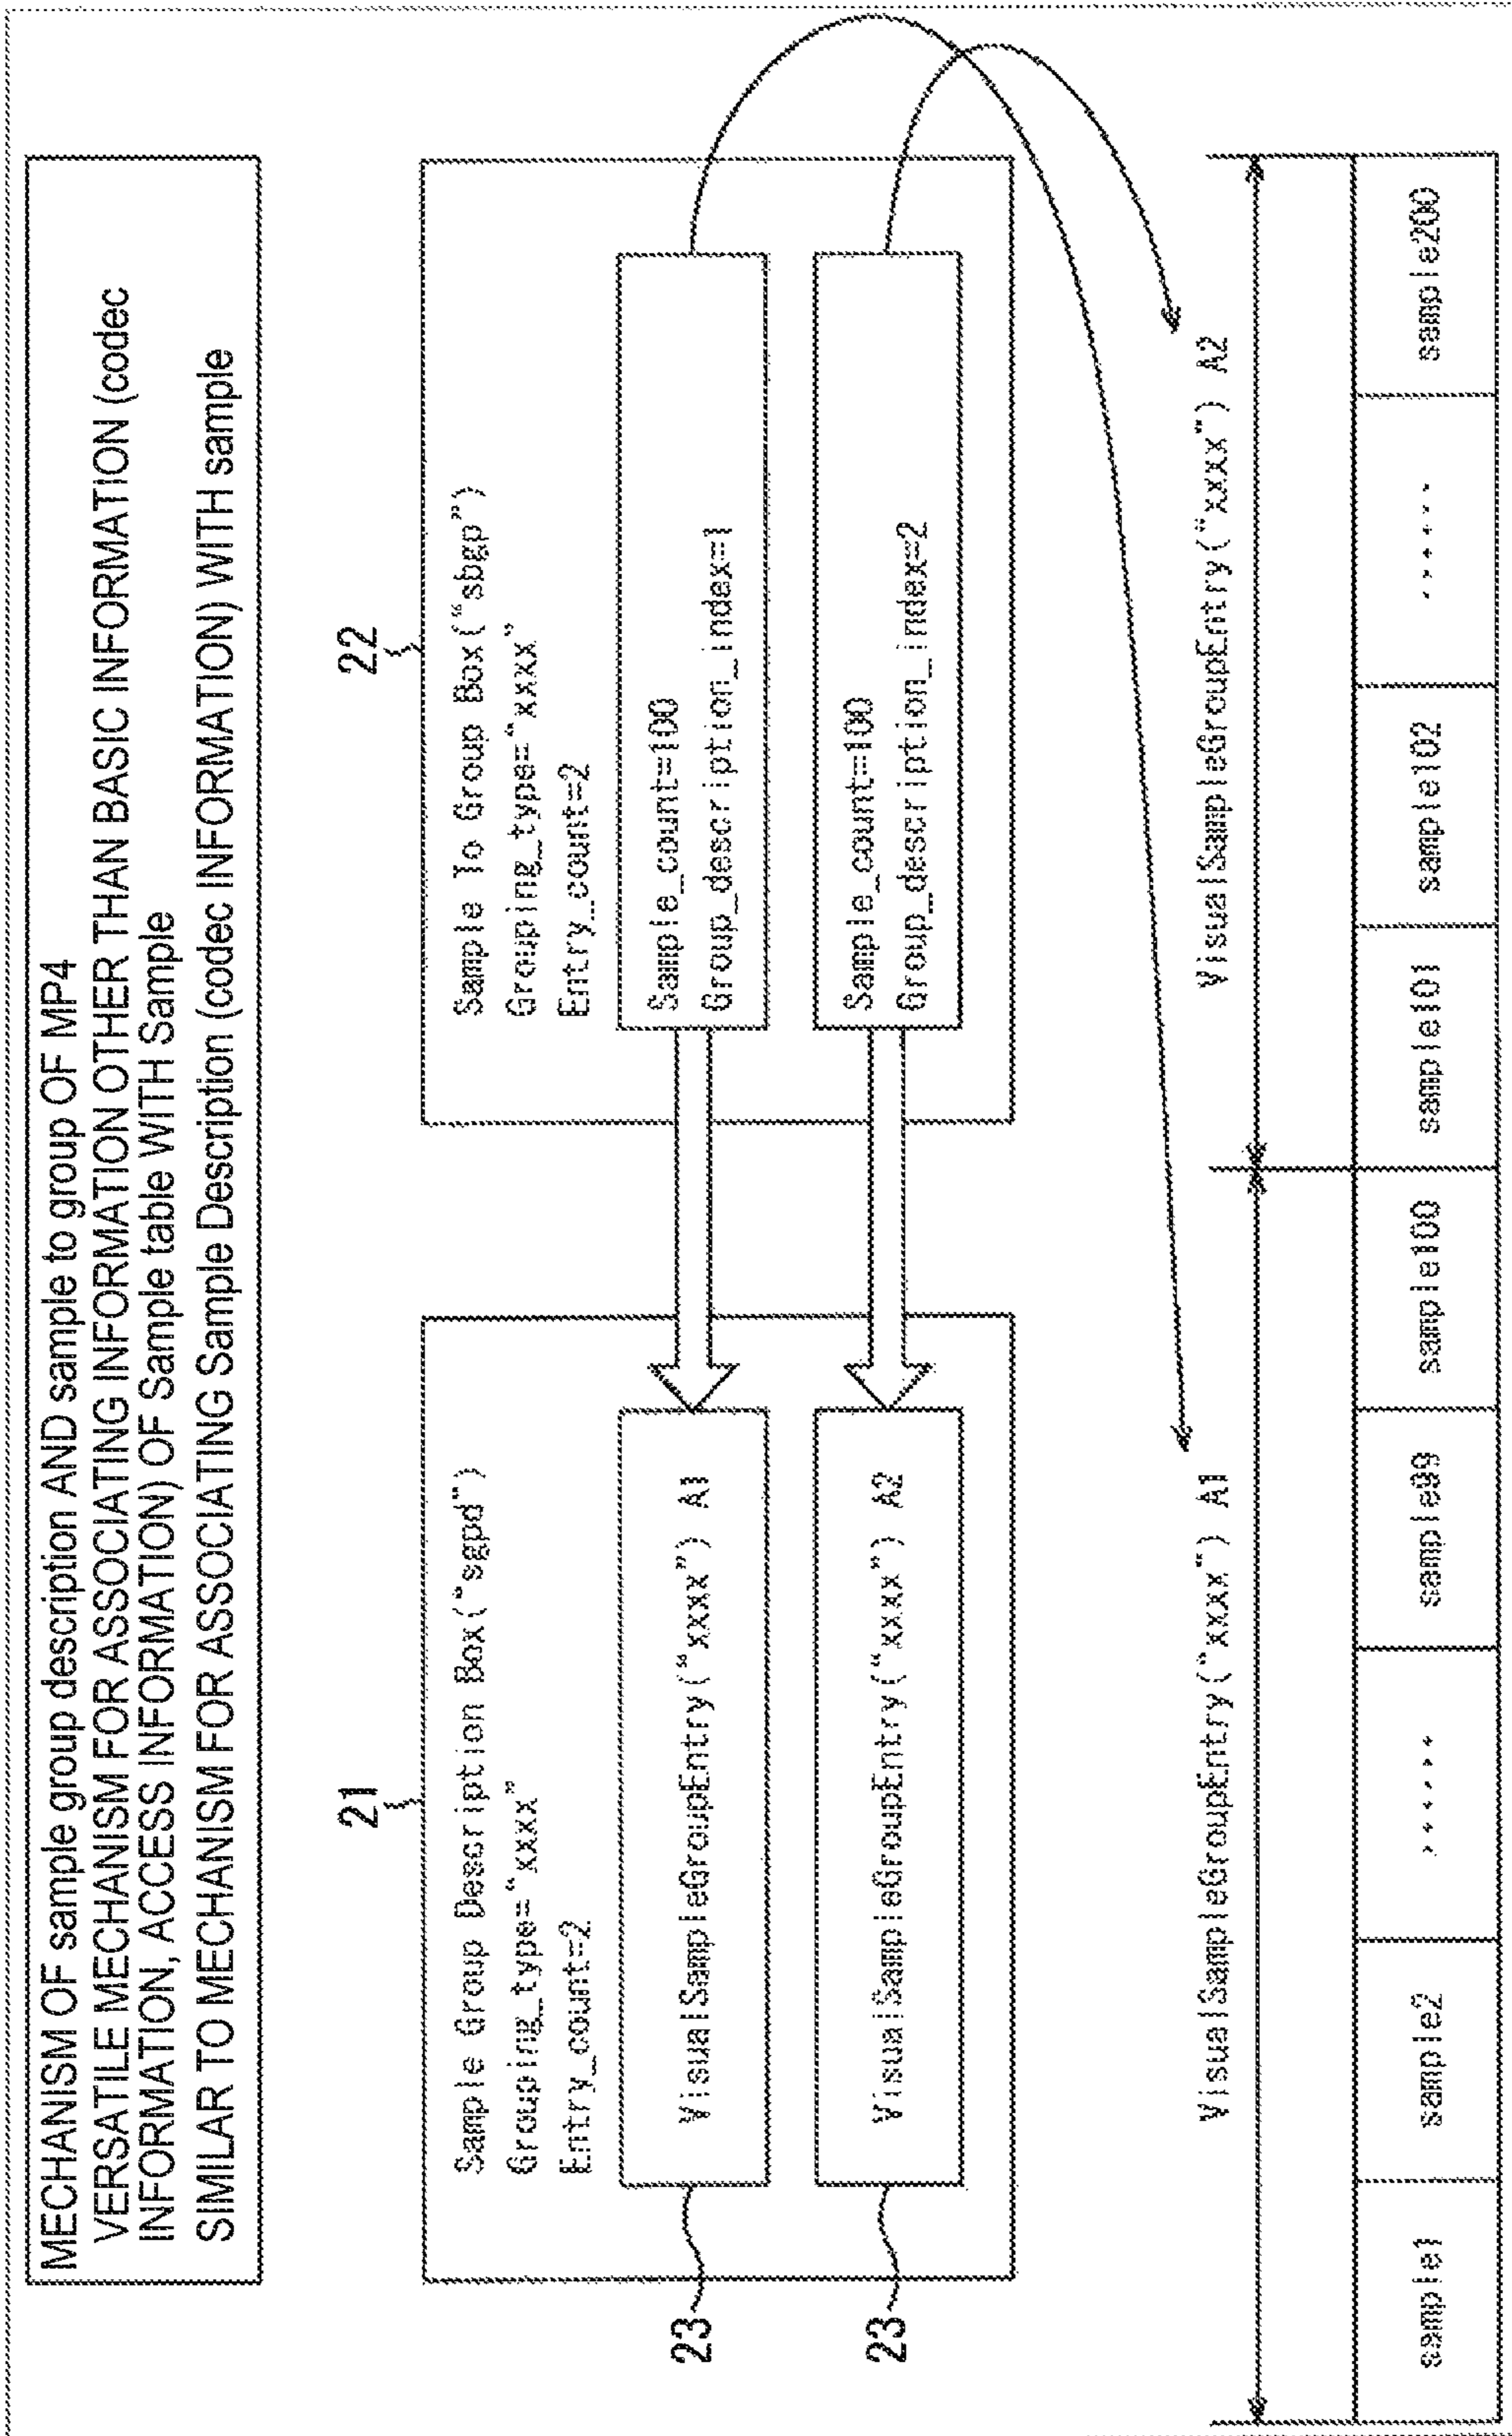 MECHANISM OF sample group description AND sample to group OF MP4
VERSATILE MECHANISM FOR ASSOCIATING INFORMATION OTHER THAN BASIC INFORMATION (codec
INFORMATION, ACCESS INFORMATION) OF Sample table WITH Sample
SIMILAR TO MECHANISM FOR ASSOCIATING Sample Description (codec INFORMATION) WITH sample
21
Sample Group Description Box("sgpd")
Grouping_type="xxxx"
Entry_count=2
23
VisualSampleGroupEntry("xxxx") A1
23
VisualSampleGroupEntry("xxxx") A2
22
Sample To Group Box("sbgp")
Grouping_type="xxxx"
Entry_count=2
Sample_count=100
Group_description_index=1
Sample_count=100
Group_description_index=2
VisualSampleGroupEntry("xxxx") A1
VisualSampleGroupEntry("xxxx") A2
sample1
sample2
......
sample99
sample100
sample101
sample102
......
sample200